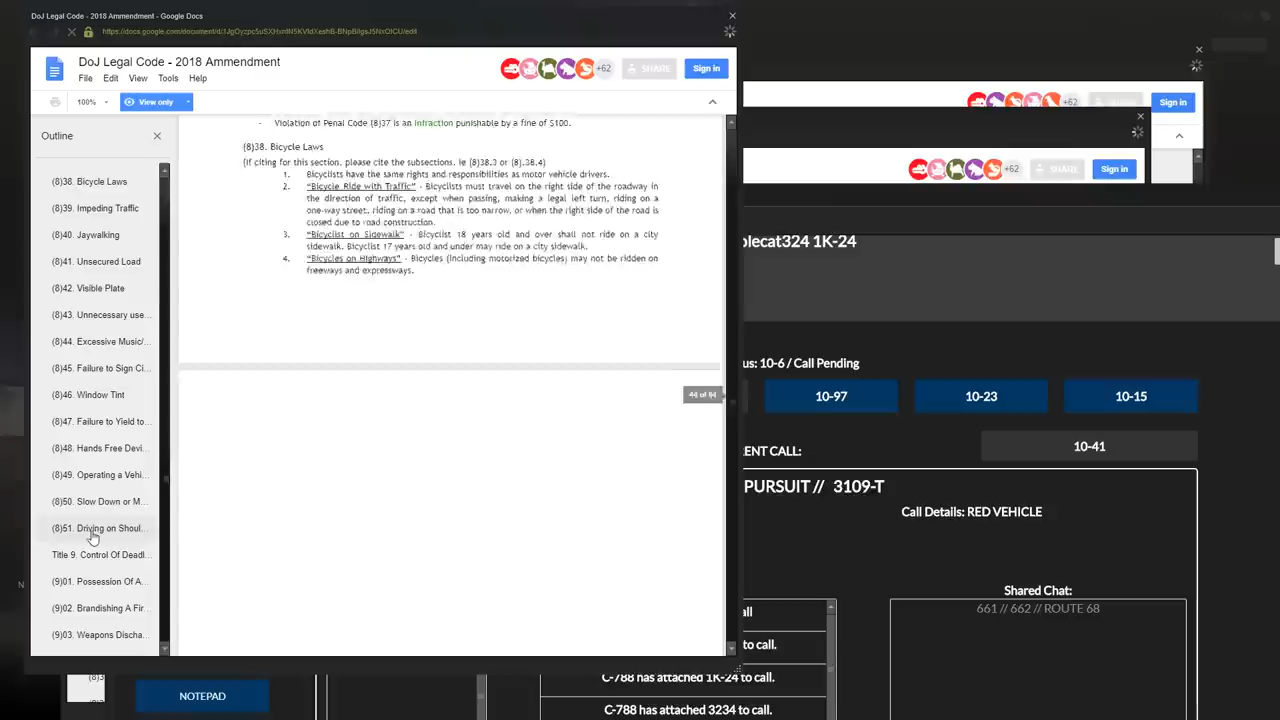 DoJ Legal Code - 2018 Ammendment - Google Docs
DoJ Legal Code - 2018 Ammendment
File Edit View Tools Help
+62
SHARE
Sign in
100%
View only
Outline
(8)38. Bicycle Laws
(8)39. Impeding Traffic
(8)40. Jaywalking
(8)41. Unsecured Load
(8)42. Visible Plate
(8)43. Unnecessary use...
(8)44. Excessive Music/...
(8)45. Failure to Sign Ci...
(8)46. Window Tint
(8)47. Failure to Yield to...
(8)48. Hands Free Devi...
(8)49. Operating a Vehi...
(8)50. Slow Down or M...
(8)51. Driving on Shoul...
Title 9. Control Of Deadl...
(9)01. Possession Of A...
(9)02. Brandishing A Fir...
(9)03. Weapons Discha...
- Violation of Penal Code (8)37 is an infraction punishable by a fine of $100.
(8)38. Bicycle Laws
(If citing for this section, please cite the subsections. ie (8)38.3 or (8).38.4)
1. Bicyclists have the same rights and responsibilities as motor vehicle drivers.
2. "Bicycle Ride with Traffic" - Bicyclists must travel on the right side of the roadway in
the direction of traffic, except when passing, making a legal left turn, riding on a
one-way street, riding on a road that is too narrow, or when the right side of the road is
closed due to road construction.
3. "Bicyclist on Sidewalk" - Bicyclist 18 years old and over shall not ride on a city
sidewalk. Bicyclist 17 years old and under may ride on a city sidewalk.
4. "Bicycles on Highways" - Bicycles (including motorized bicycles) may not be ridden on
freeways and expressways.
+62
Sign in
+62
SHARE
Sign in
olecat324 1K-24
us: 10-6 / Call Pending
10-97
10-23
10-15
ENT CALL:
10-41
PURSUIT // 3109-T
Call Details: RED VEHICLE
Shared Chat:
661 // 662 // ROUTE 68
all
to call.
C-788 has attached 1K-24 to call.
C-788 has attached 3234 to call.
NOTEPAD